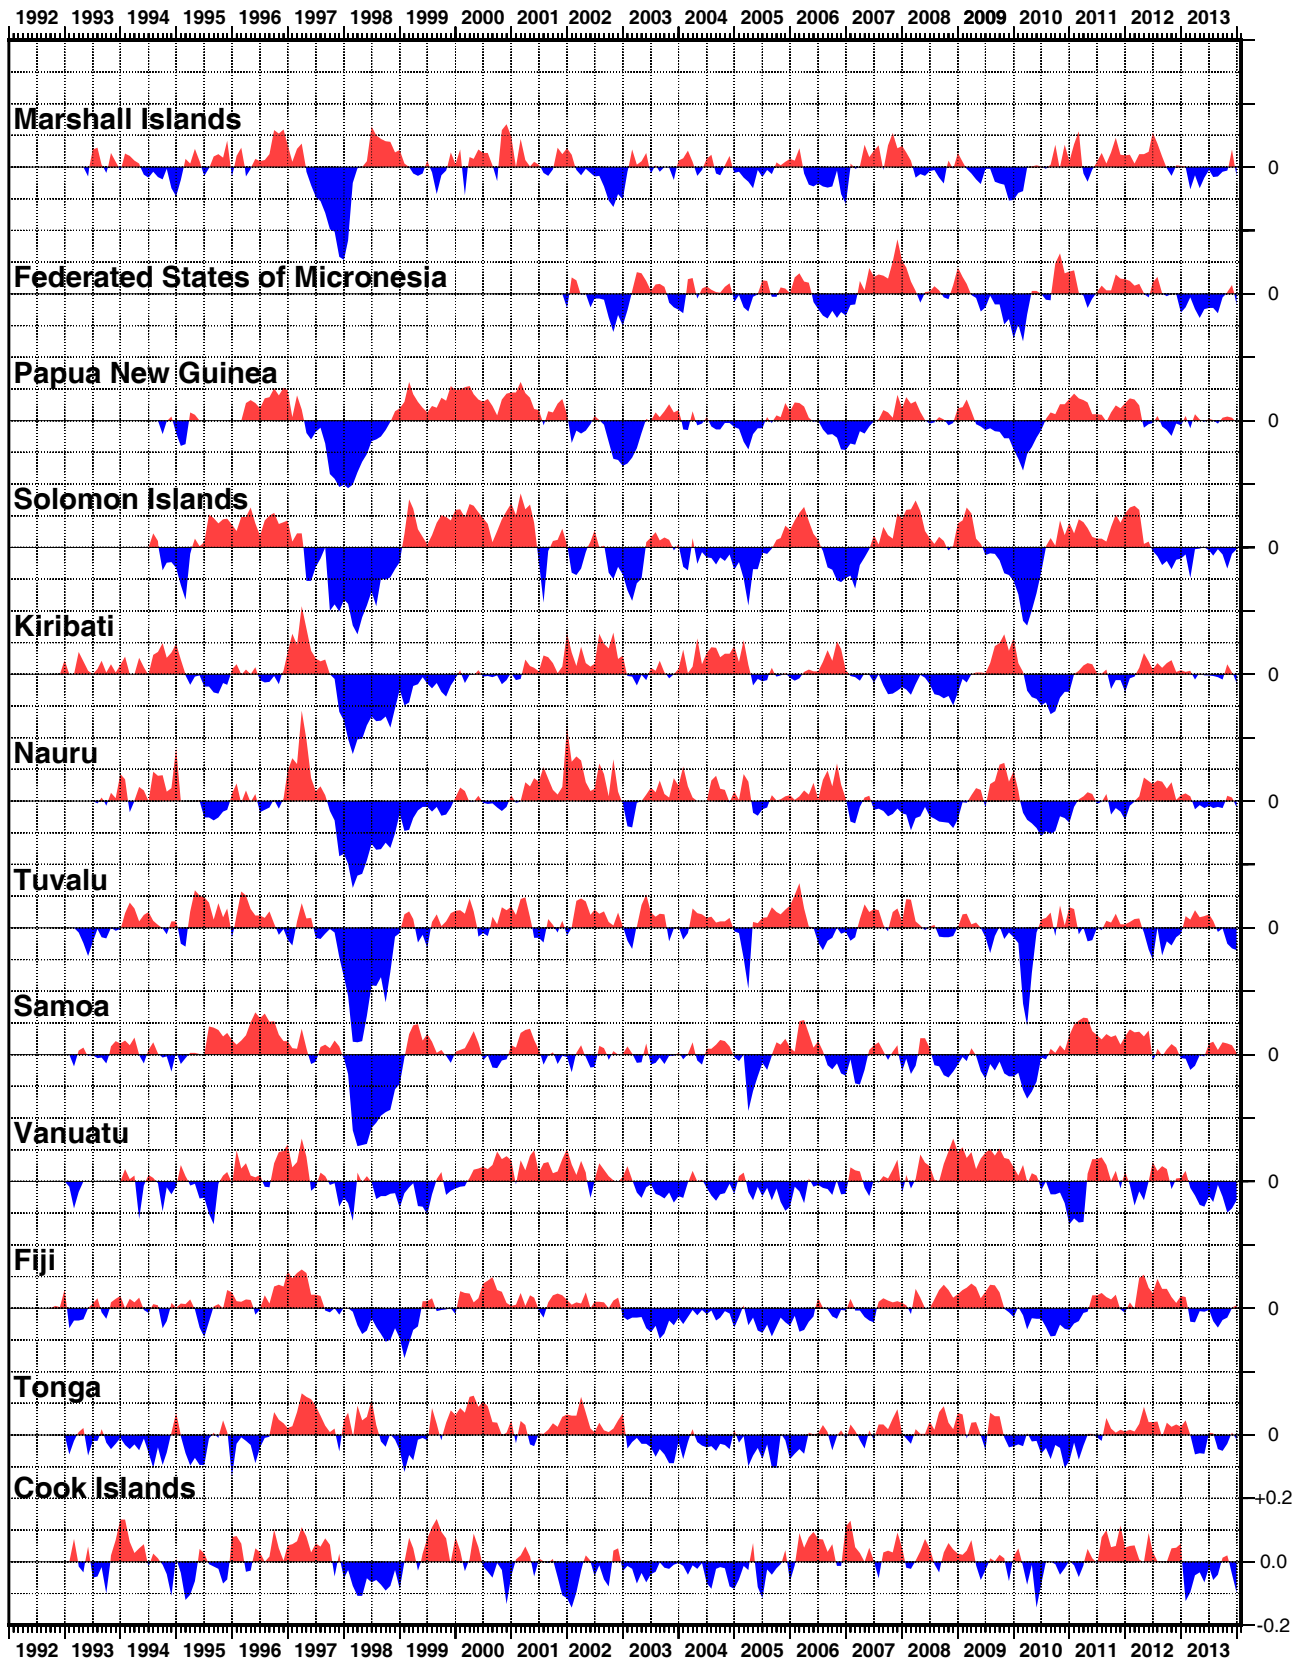 1992 1993 1994 1995 1996 1997 1998 1999 2000 2001 2002 2003 2004 2005 2006 2007 2008 2009 2010 2011 2012 2013
Marshall Islands
0
Federated States of Micronesia
0
Papua New Guinea
0
Solomon Islands
0
Kiribati
0
Nauru
0
Tuvalu
0
Samoa
0
Vanuatu
0
Fiji
0
Tonga
0
Cook Islands
+0.2
0.0
-0.2
1992 1993 1994 1995 1996 1997 1998 1999 2000 2001 2002 2003 2004 2005 2006 2007 2008 2009 2010 2011 2012 2013